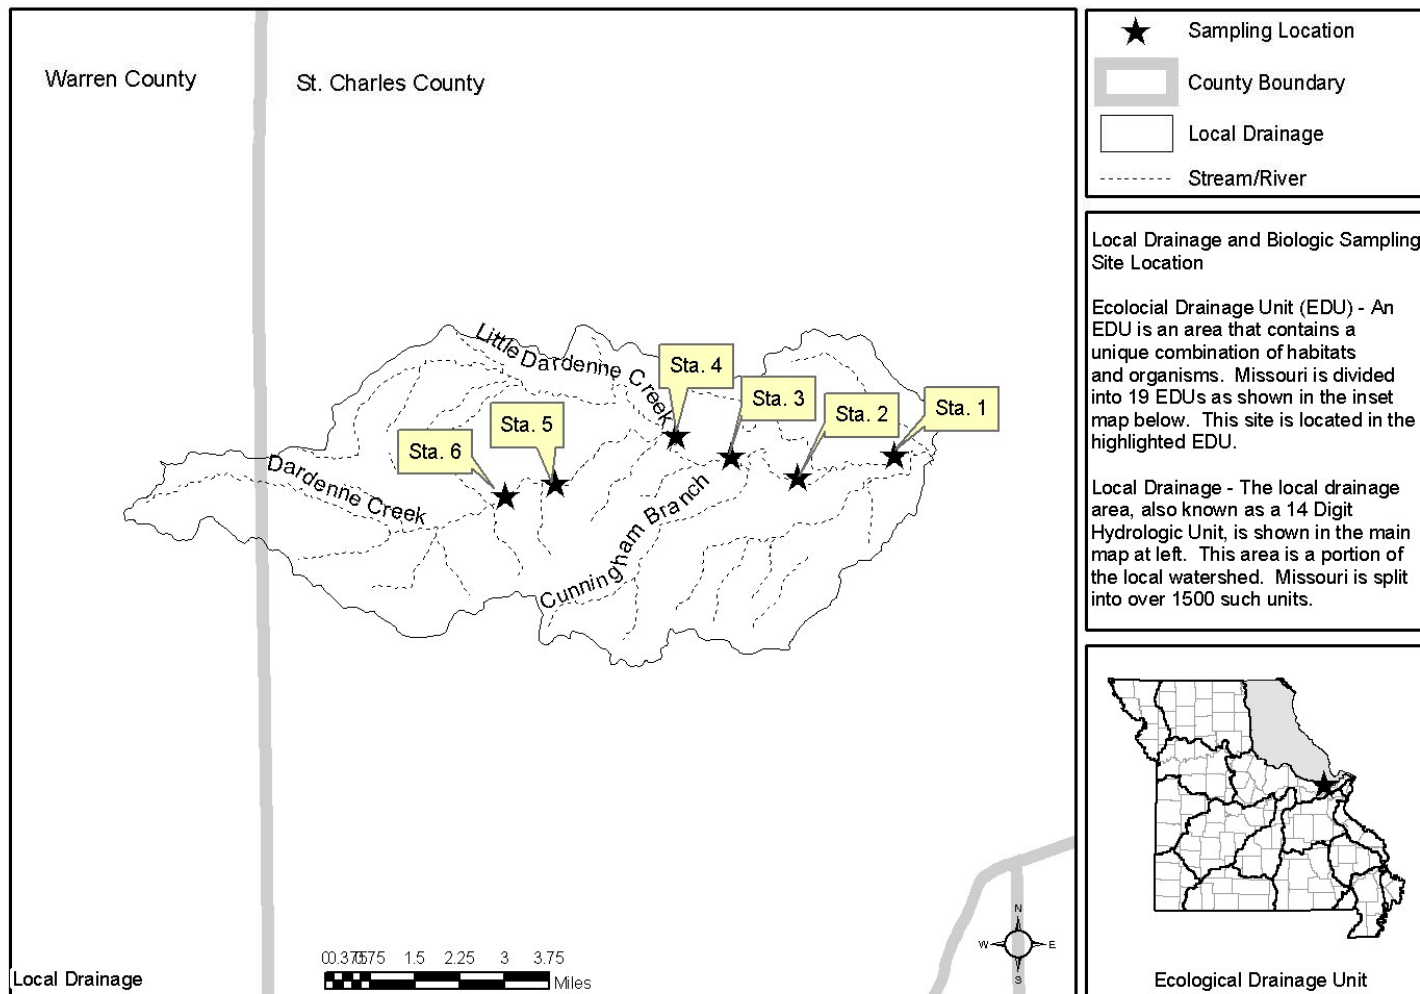 Warren County
St. Charles County
Little Dardenne Creek
Sta. 4
Sta. 3
Sta. 2
Sta. 1
Sta. 5
Sta. 6
Dardenne Creek
Cunningham Branch
N
W
E
S
0 0.375 0.75 1.5 2.25 3 3.75
Miles
Local Drainage
Sampling Location
County Boundary
Local Drainage
Stream/River
Local Drainage and Biologic Sampling
Site Location
Ecolocial Drainage Unit (EDU) - An
EDU is an area that contains a
unique combination of habitats
and organisms. Missouri is divided
into 19 EDUs as shown in the inset
map below. This site is located in the
highlighted EDU.
Local Drainage - The local drainage
area, also known as a 14 Digit
Hydrologic Unit, is shown in the main
map at left. This area is a portion of
the local watershed. Missouri is split
into over 1500 such units.
Ecological Drainage Unit